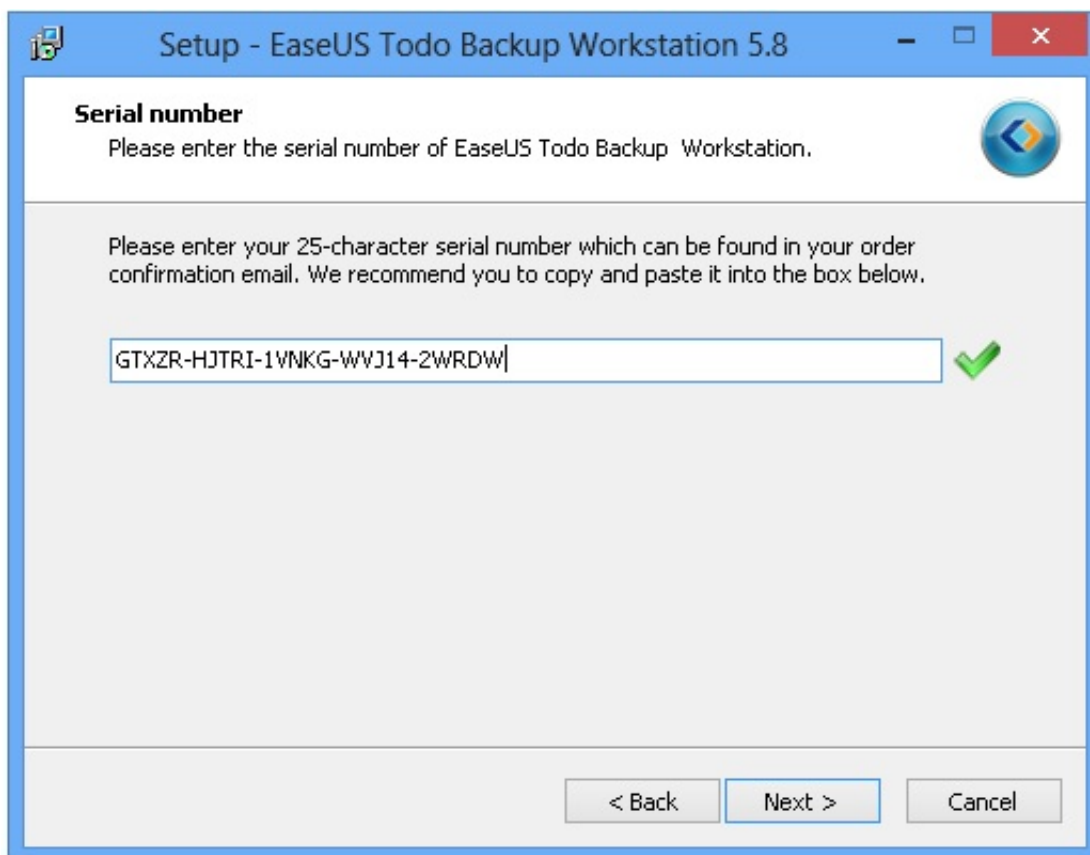 Setup - EaseUS Todo Backup Workstation 5.8
Serial number
Please enter the serial number of EaseUS Todo Backup  Workstation.
Please enter your 25-character serial number which can be found in your order
confirmation email. We recommend you to copy and paste it into the box below.
GTXZR-HJTRI-1VNKG-WVJ14-2WRDW
< Back
Next >
Cancel